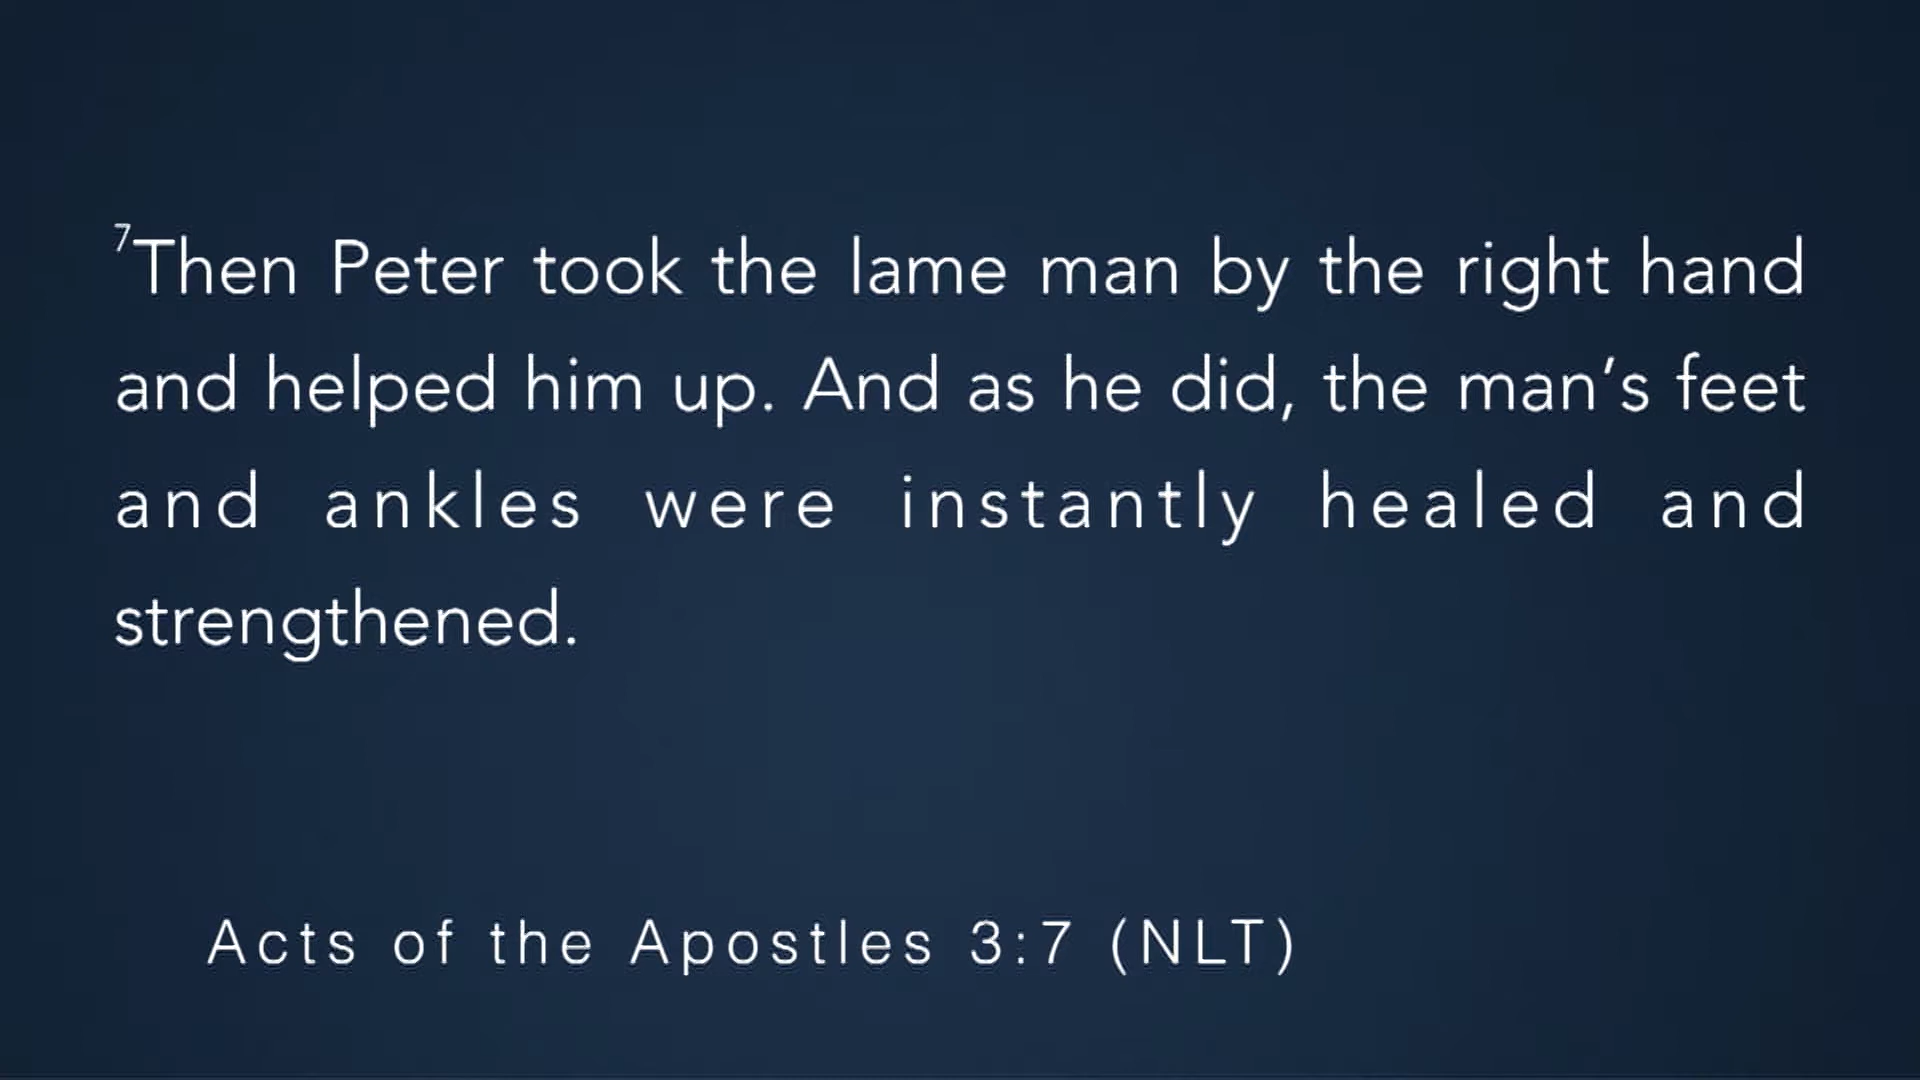 ⁷Then Peter took the lame man by the right hand
and helped him up. And as he did, the man’s feet
and ankles were instantly healed and
strengthened.
Acts of the Apostles 3:7 (NLT)